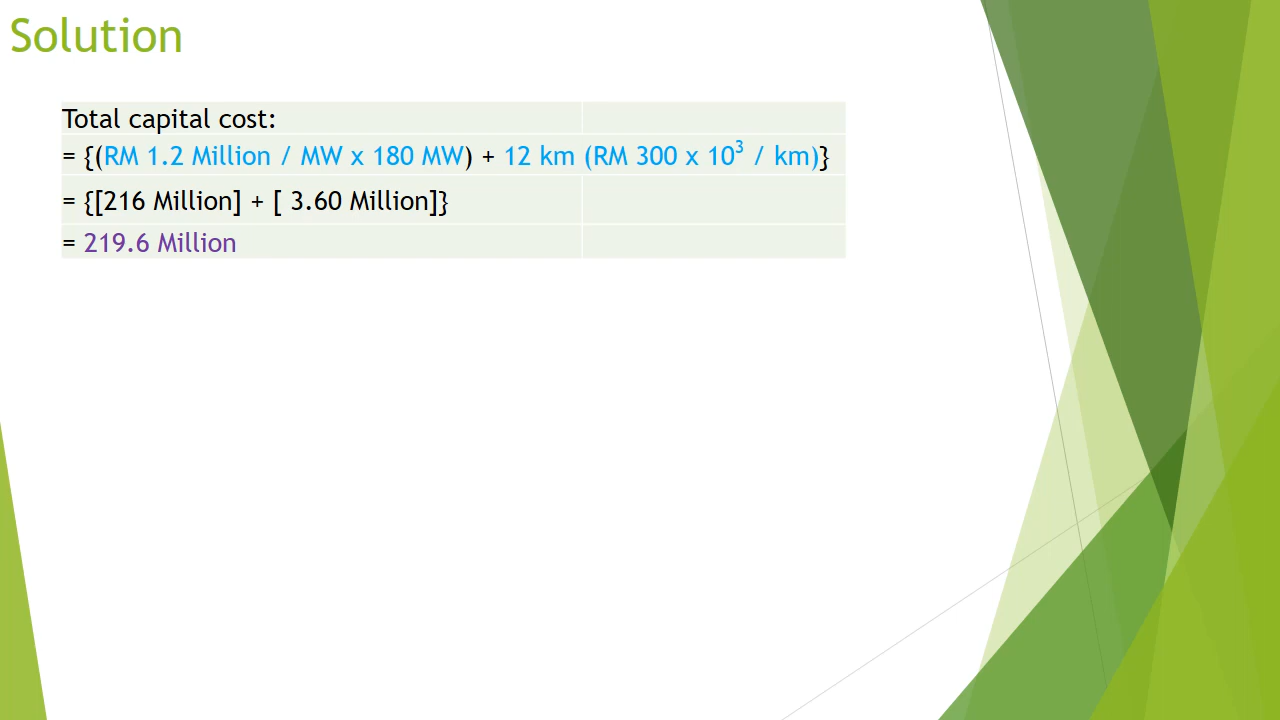 Solution
Total capital cost:
= {(RM 1.2 Million / MW x 180 MW) + 12 km (RM 300 x 10³ / km)}
= {[216 Million] + [ 3.60 Million]}
= 219.6 Million